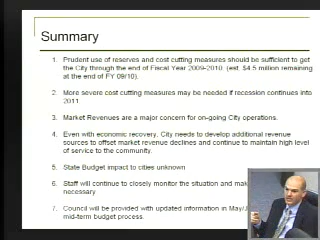 Summary
1. Prudent use of reserves and cost cutting measures should be sufficient to get
the City through the end of Fiscal Year 2009-2010. (est. $4.5 million remaining
at the end of FY 09/10).
2. More severe cost cutting measures may be needed if recession continues into
2011.
3. Market Revenues are a major concern for on-going City operations.
4. Even with economic recovery, City needs to develop additional revenue
sources to offset market revenue declines and continue to maintain high level
of service to the community.
5. State Budget impact to cities unknown
6. Staff will continue to closely monitor the situation and mak
necessary
7. Council will be provided with updated information in May/J
mid-term budget process.